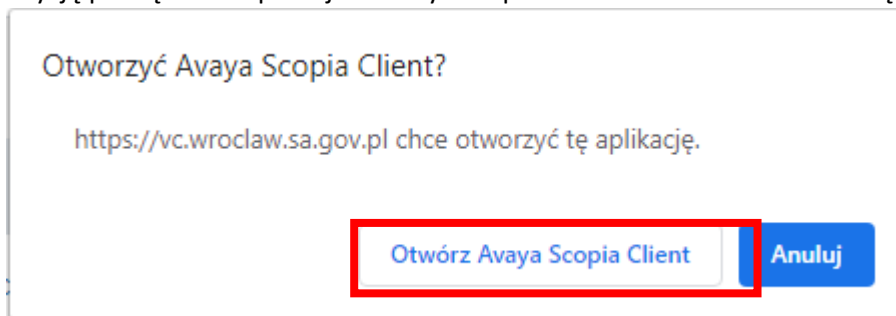 Otworzyć Avaya Scopia Client?
https://vc.wroclaw.sa.gov.pl chce otworzyć tę aplikację.
Otwórz Avaya Scopia Client
Anuluj